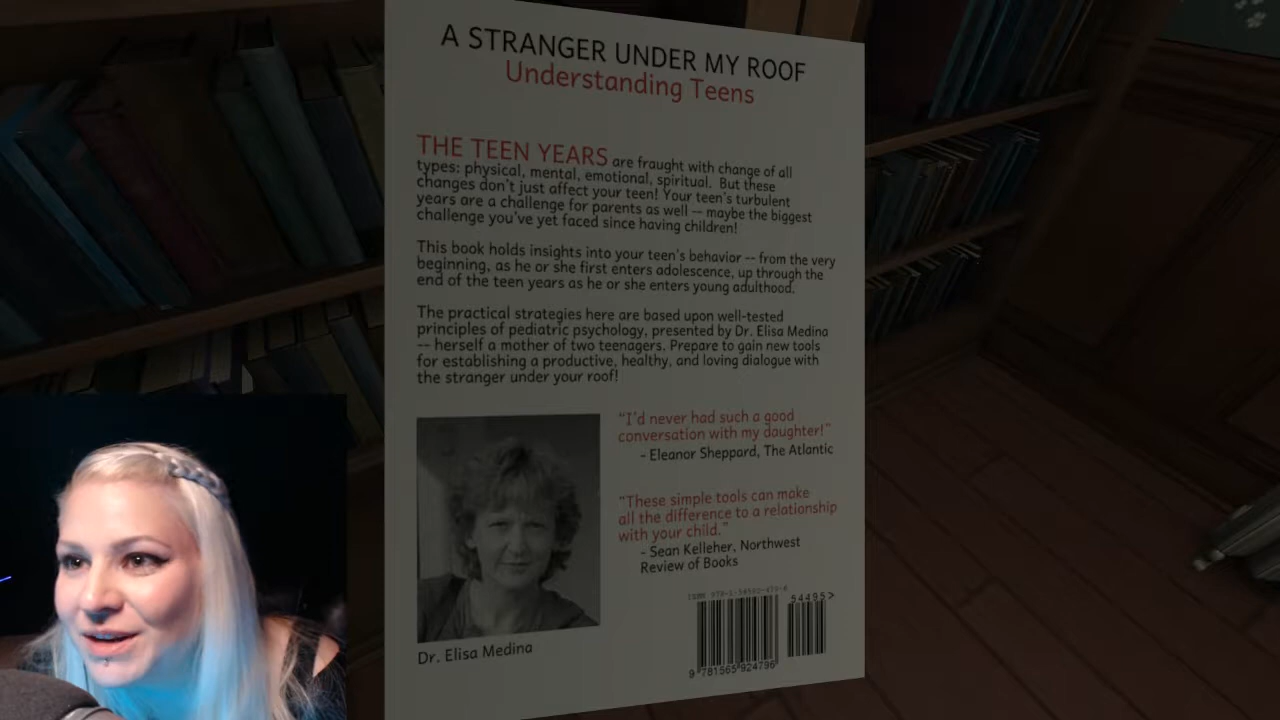 A STRANGER UNDER MY ROOF
Understanding Teens
THE TEEN YEARS are fraught with change of all
types: physical, mental, emotional, spiritual. But these
changes don't just affect your teen! Your teen's turbulent
years are a challenge for parents as well -- maybe the biggest
challenge you've yet faced since having children!
This book holds insights into your teen's behavior -- from the very
beginning, as he or she first enters adolescence, up through the
end of the teen years as he or she enters young adulthood.
The practical strategies here are based upon well-tested
principles of pediatric psychology, presented by Dr. Elisa Medina
-- herself a mother of two teenagers. Prepare to gain new tools
for establishing a productive, healthy, and loving dialogue with
the stranger under your roof!
"I'd never had such a good
conversation with my daughter!"
- Eleanor Sheppard, The Atlantic
"These simple tools can make
all the difference to a relationship
with your child."
- Sean Kelleher, Northwest
Review of Books
ISBN
54495>
9 781565 924796
Dr. Elisa Medina